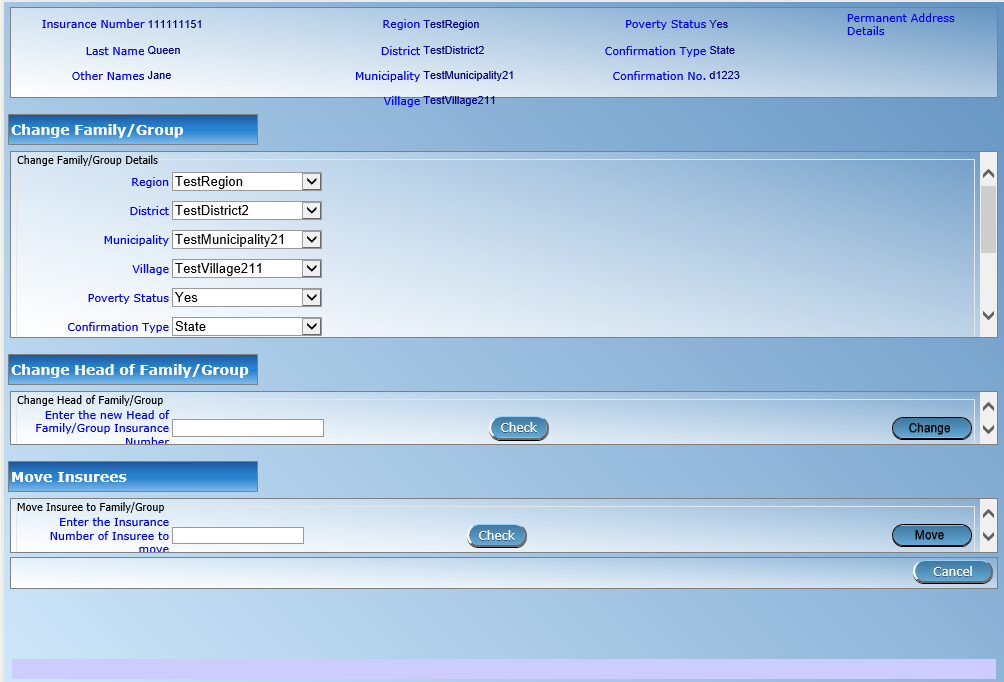 Insurance Number 111111151 Region TestRegion Poverty Status Yes Permanent Address
Details
Last Name Queen District TestDistrict2 Confirmation Type State
Other Names Jane Municipality TestMunicipality21 Confirmation No. d1223
Village TestVillage211
Change Family/Group
Change Family/Group Details
Region TestRegion
District TestDistrict2
Municipality TestMunicipality21
Village TestVillage211
Poverty Status Yes
Confirmation Type State
Change Head of Family/Group
Change Head of Family/Group
Enter the new Head of
Family/Group Insurance Check Change
Number
Move Insurees
Move Insuree to Family/Group
Enter the Insurance
Number of Insuree to Check Move
move
Cancel